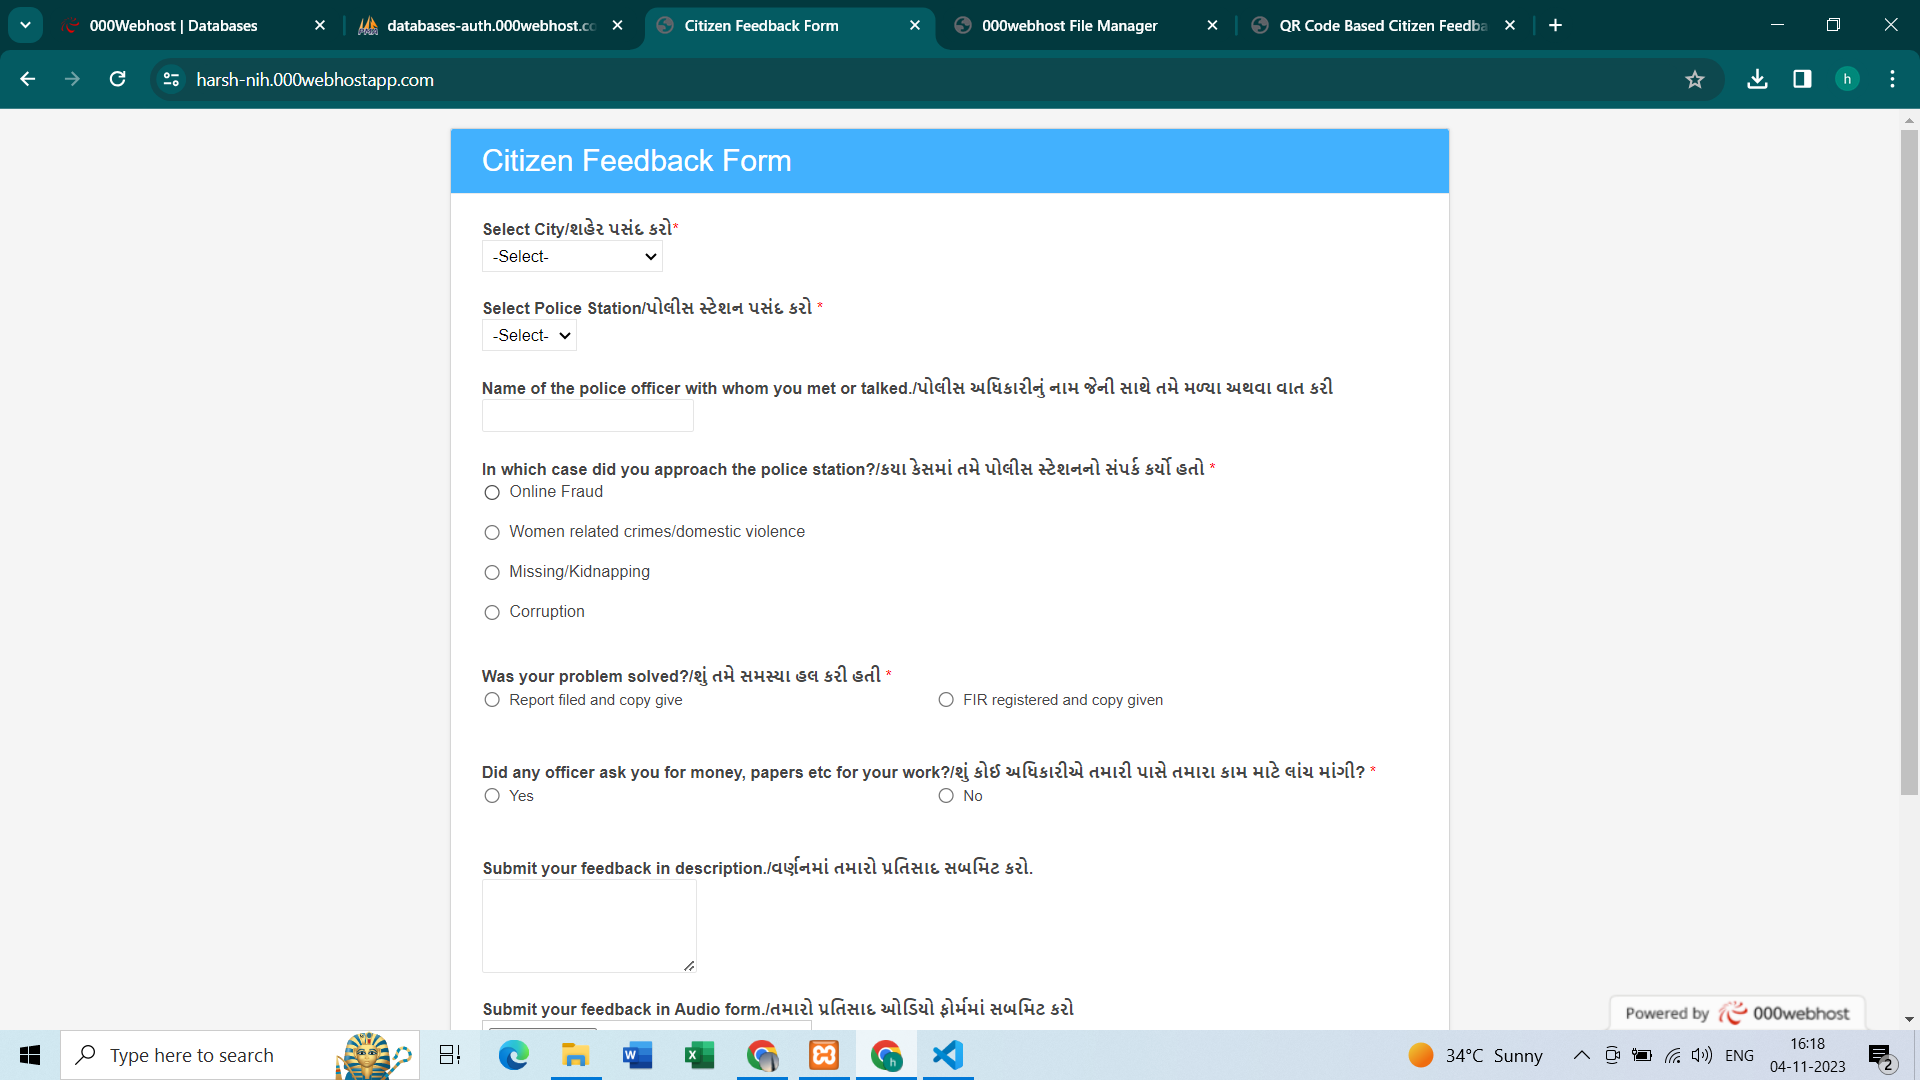 000Webhost | Databases
databases-auth.000webhost.co
Citizen Feedback Form
000webhost File Manager
QR Code Based Citizen Feedba
harsh-nih.000webhostapp.com
h
Citizen Feedback Form
Select City/શહેર પસંદ કરો*
-Select-
Select Police Station/પોલીસ સ્ટેશન પસંદ કરો *
-Select-
Name of the police officer with whom you met or talked./પોલીસ અધિકારીનું નામ જેની સાથે તમે મળ્યા અથવા વાત કરી
In which case did you approach the police station?/કયા કેસમાં તમે પોલીસ સ્ટેશનનો સંપર્ક કર્યો હતો *
Online Fraud
Women related crimes/domestic violence
Missing/Kidnapping
Corruption
Was your problem solved?/શું તમે સમસ્યા હલ કરી હતી *
Report filed and copy give
FIR registered and copy given
Did any officer ask you for money, papers etc for your work?/શું કોઈ અધિકારીએ તમારી પાસે તમારા કામ માટે લાંચ માંગી? *
Yes
No
Submit your feedback in description./વર્ણનમાં તમારો પ્રતિસાદ સબમિટ કરો.
Submit your feedback in Audio form./તમારો પ્રતિસાદ ઓડિયો ફોર્મમાં સબમિટ કરો
Powered by 000webhost
Type here to search
34°C Sunny
ENG
16:18
04-11-2023
2